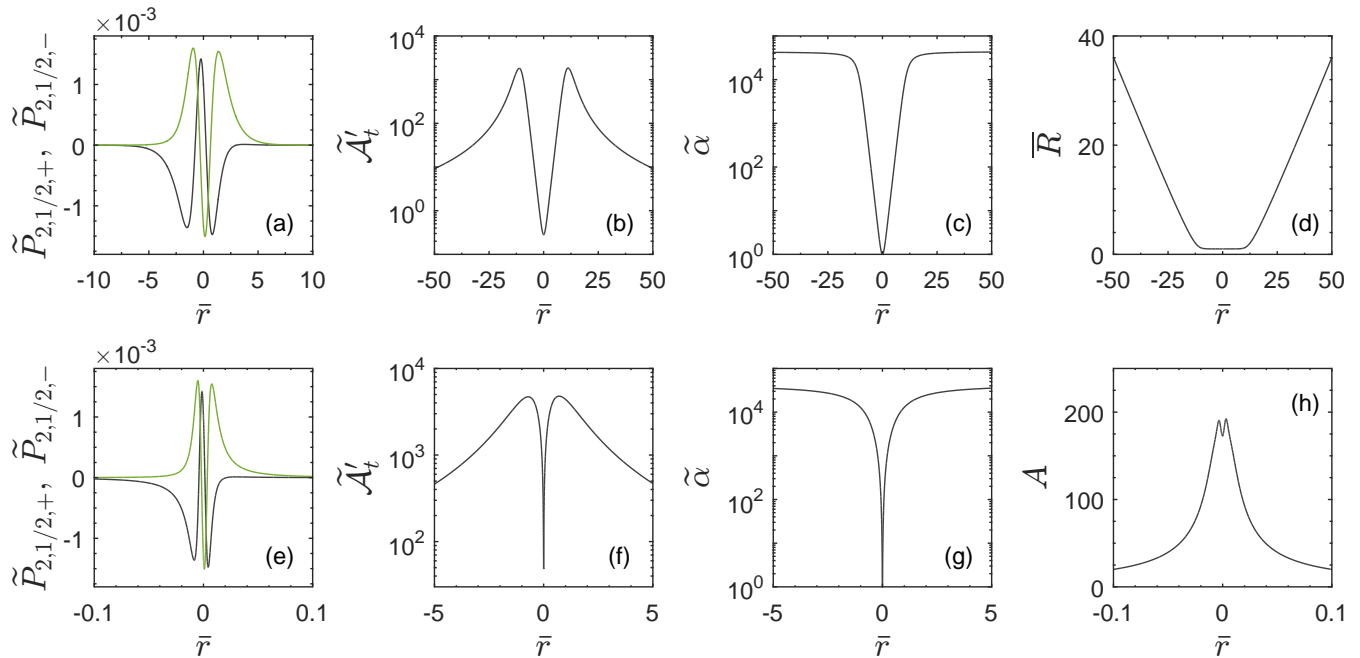 ×10⁻³
P̃₂,₁/₂,₊, P̃₂,₁/₂,₋
1
0
-1
-10 -5 0 5 10
r̄
(a)
𝒜̃′ₜ
10⁴
10²
10⁰
-50 -25 0 25 50
r̄
(b)
α̃
10⁴
10²
10⁰
-50 -25 0 25 50
r̄
(c)
R̅
40
20
0
-50 -25 0 25 50
r̄
(d)
×10⁻³
P̃₂,₁/₂,₊, P̃₂,₁/₂,₋
1
0
-1
-0.1 0 0.1
r̄
(e)
𝒜̃′ₜ
10⁴
10³
10²
-5 0 5
r̄
(f)
α̃
10⁴
10²
10⁰
-5 0 5
r̄
(g)
A
200
100
0
-0.1 0 0.1
r̄
(h)